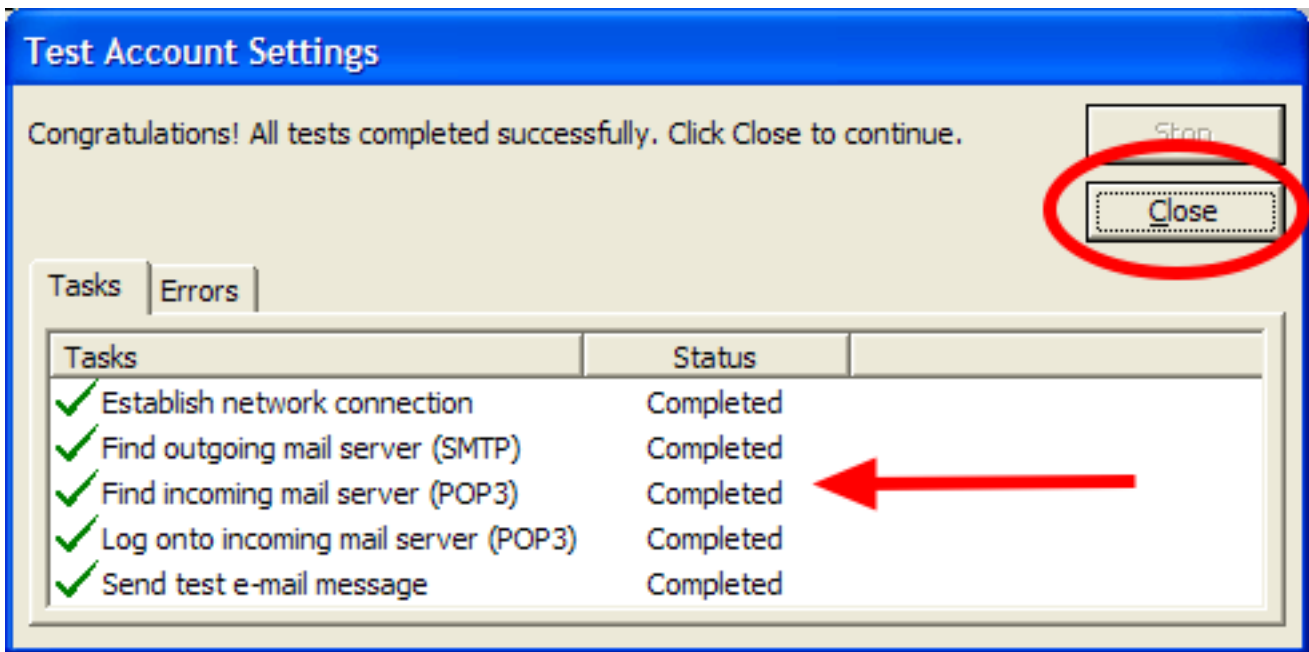 Test Account Settings
Congratulations! All tests completed successfully. Click Close to continue.
Stop
Close
Tasks Errors
Tasks Status
Establish network connection Completed
Find outgoing mail server (SMTP) Completed
Find incoming mail server (POP3) Completed
Log onto incoming mail server (POP3) Completed
Send test e-mail message Completed